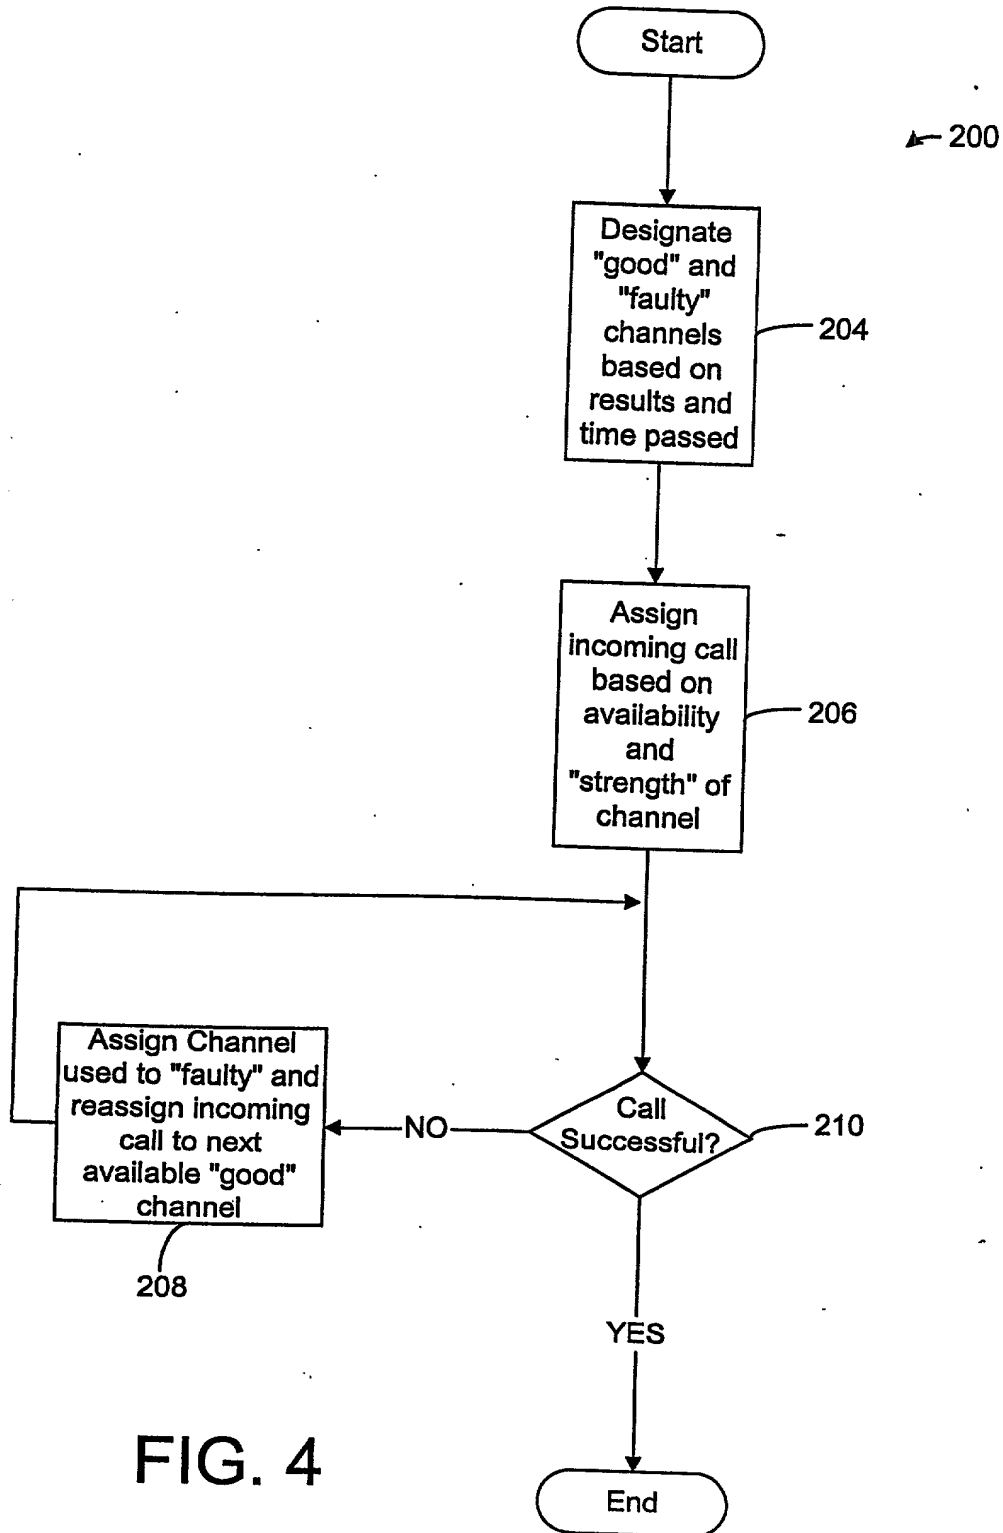 Start
200
Designate
"good" and
"faulty"
channels
based on
results and
time passed
204
Assign
incoming call
based on
availability
and
"strength" of
channel
206
Assign Channel
used to "faulty" and
reassign incoming
call to next
available "good"
channel
208
NO
Call
Successful?
210
YES
FIG. 4
End